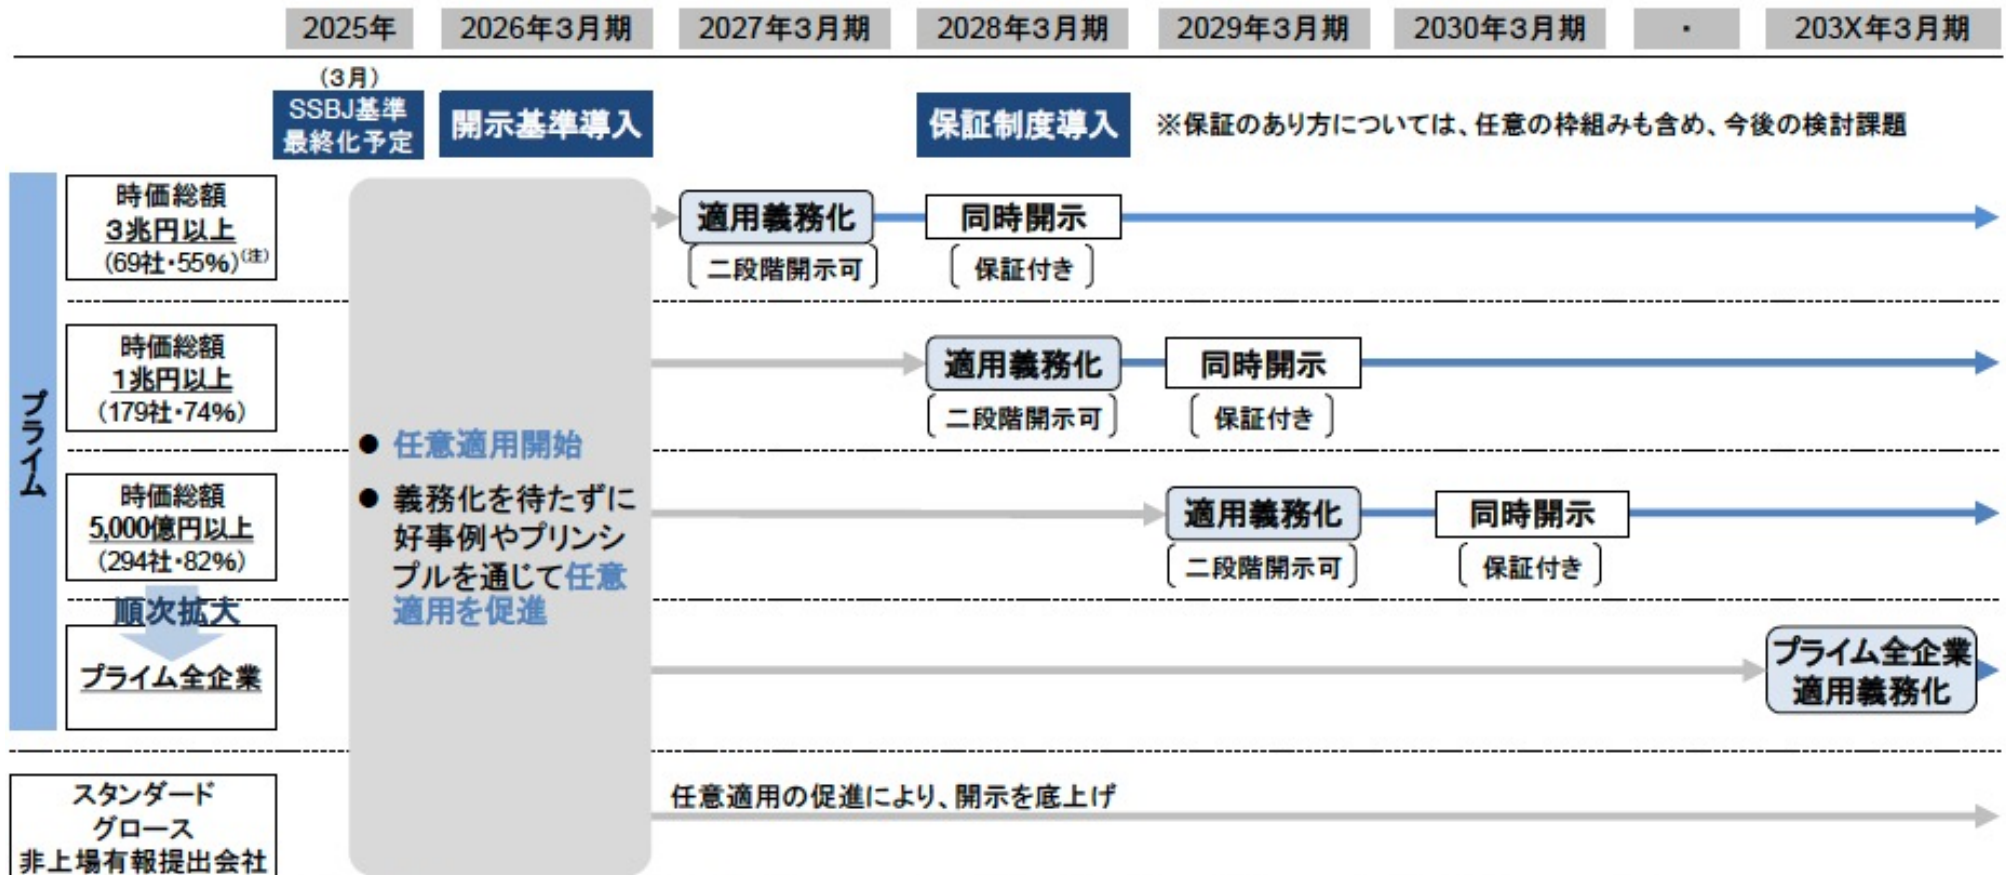 2025年 2026年3月期 2027年3月期 2028年3月期 2029年3月期 2030年3月期 ・ 203X年3月期
(3月)
SSBJ基準
最終化予定
開示基準導入
保証制度導入
※保証のあり方については、任意の枠組みも含め、今後の検討課題
プライム
時価総額
3兆円以上
(69社・55%)(注)
適用義務化
二段階開示可
同時開示
保証付き
時価総額
1兆円以上
(179社・74%)
適用義務化
二段階開示可
同時開示
保証付き
● 任意適用開始
● 義務化を待たずに
好事例やプリンシ
プルを通じて任意
適用を促進
時価総額
5,000億円以上
(294社・82%)
適用義務化
二段階開示可
同時開示
保証付き
順次拡大
プライム全企業
プライム全企業
適用義務化
スタンダード
グロース
非上場有報提出会社
任意適用の促進により、開示を底上げ